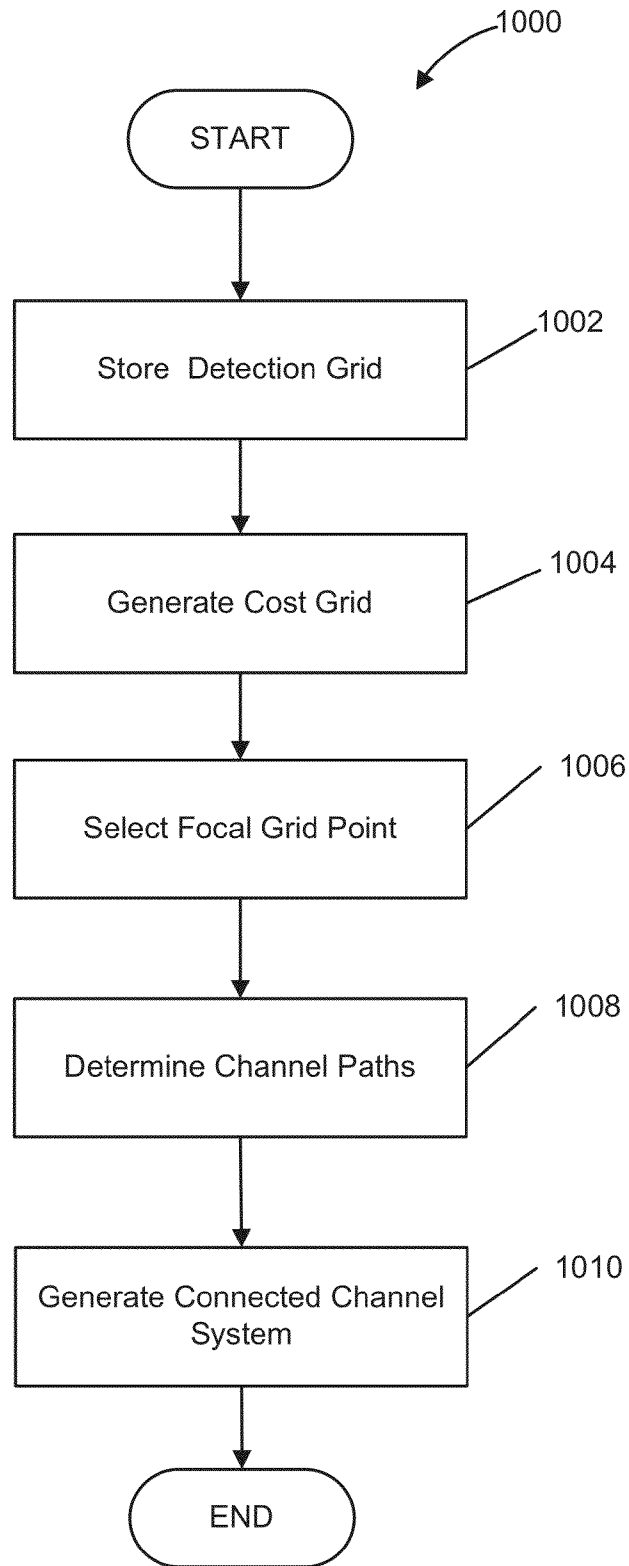 1000
START
1002
Store Detection Grid
1004
Generate Cost Grid
1006
Select Focal Grid Point
1008
Determine Channel Paths
1010
Generate Connected Channel
System
END